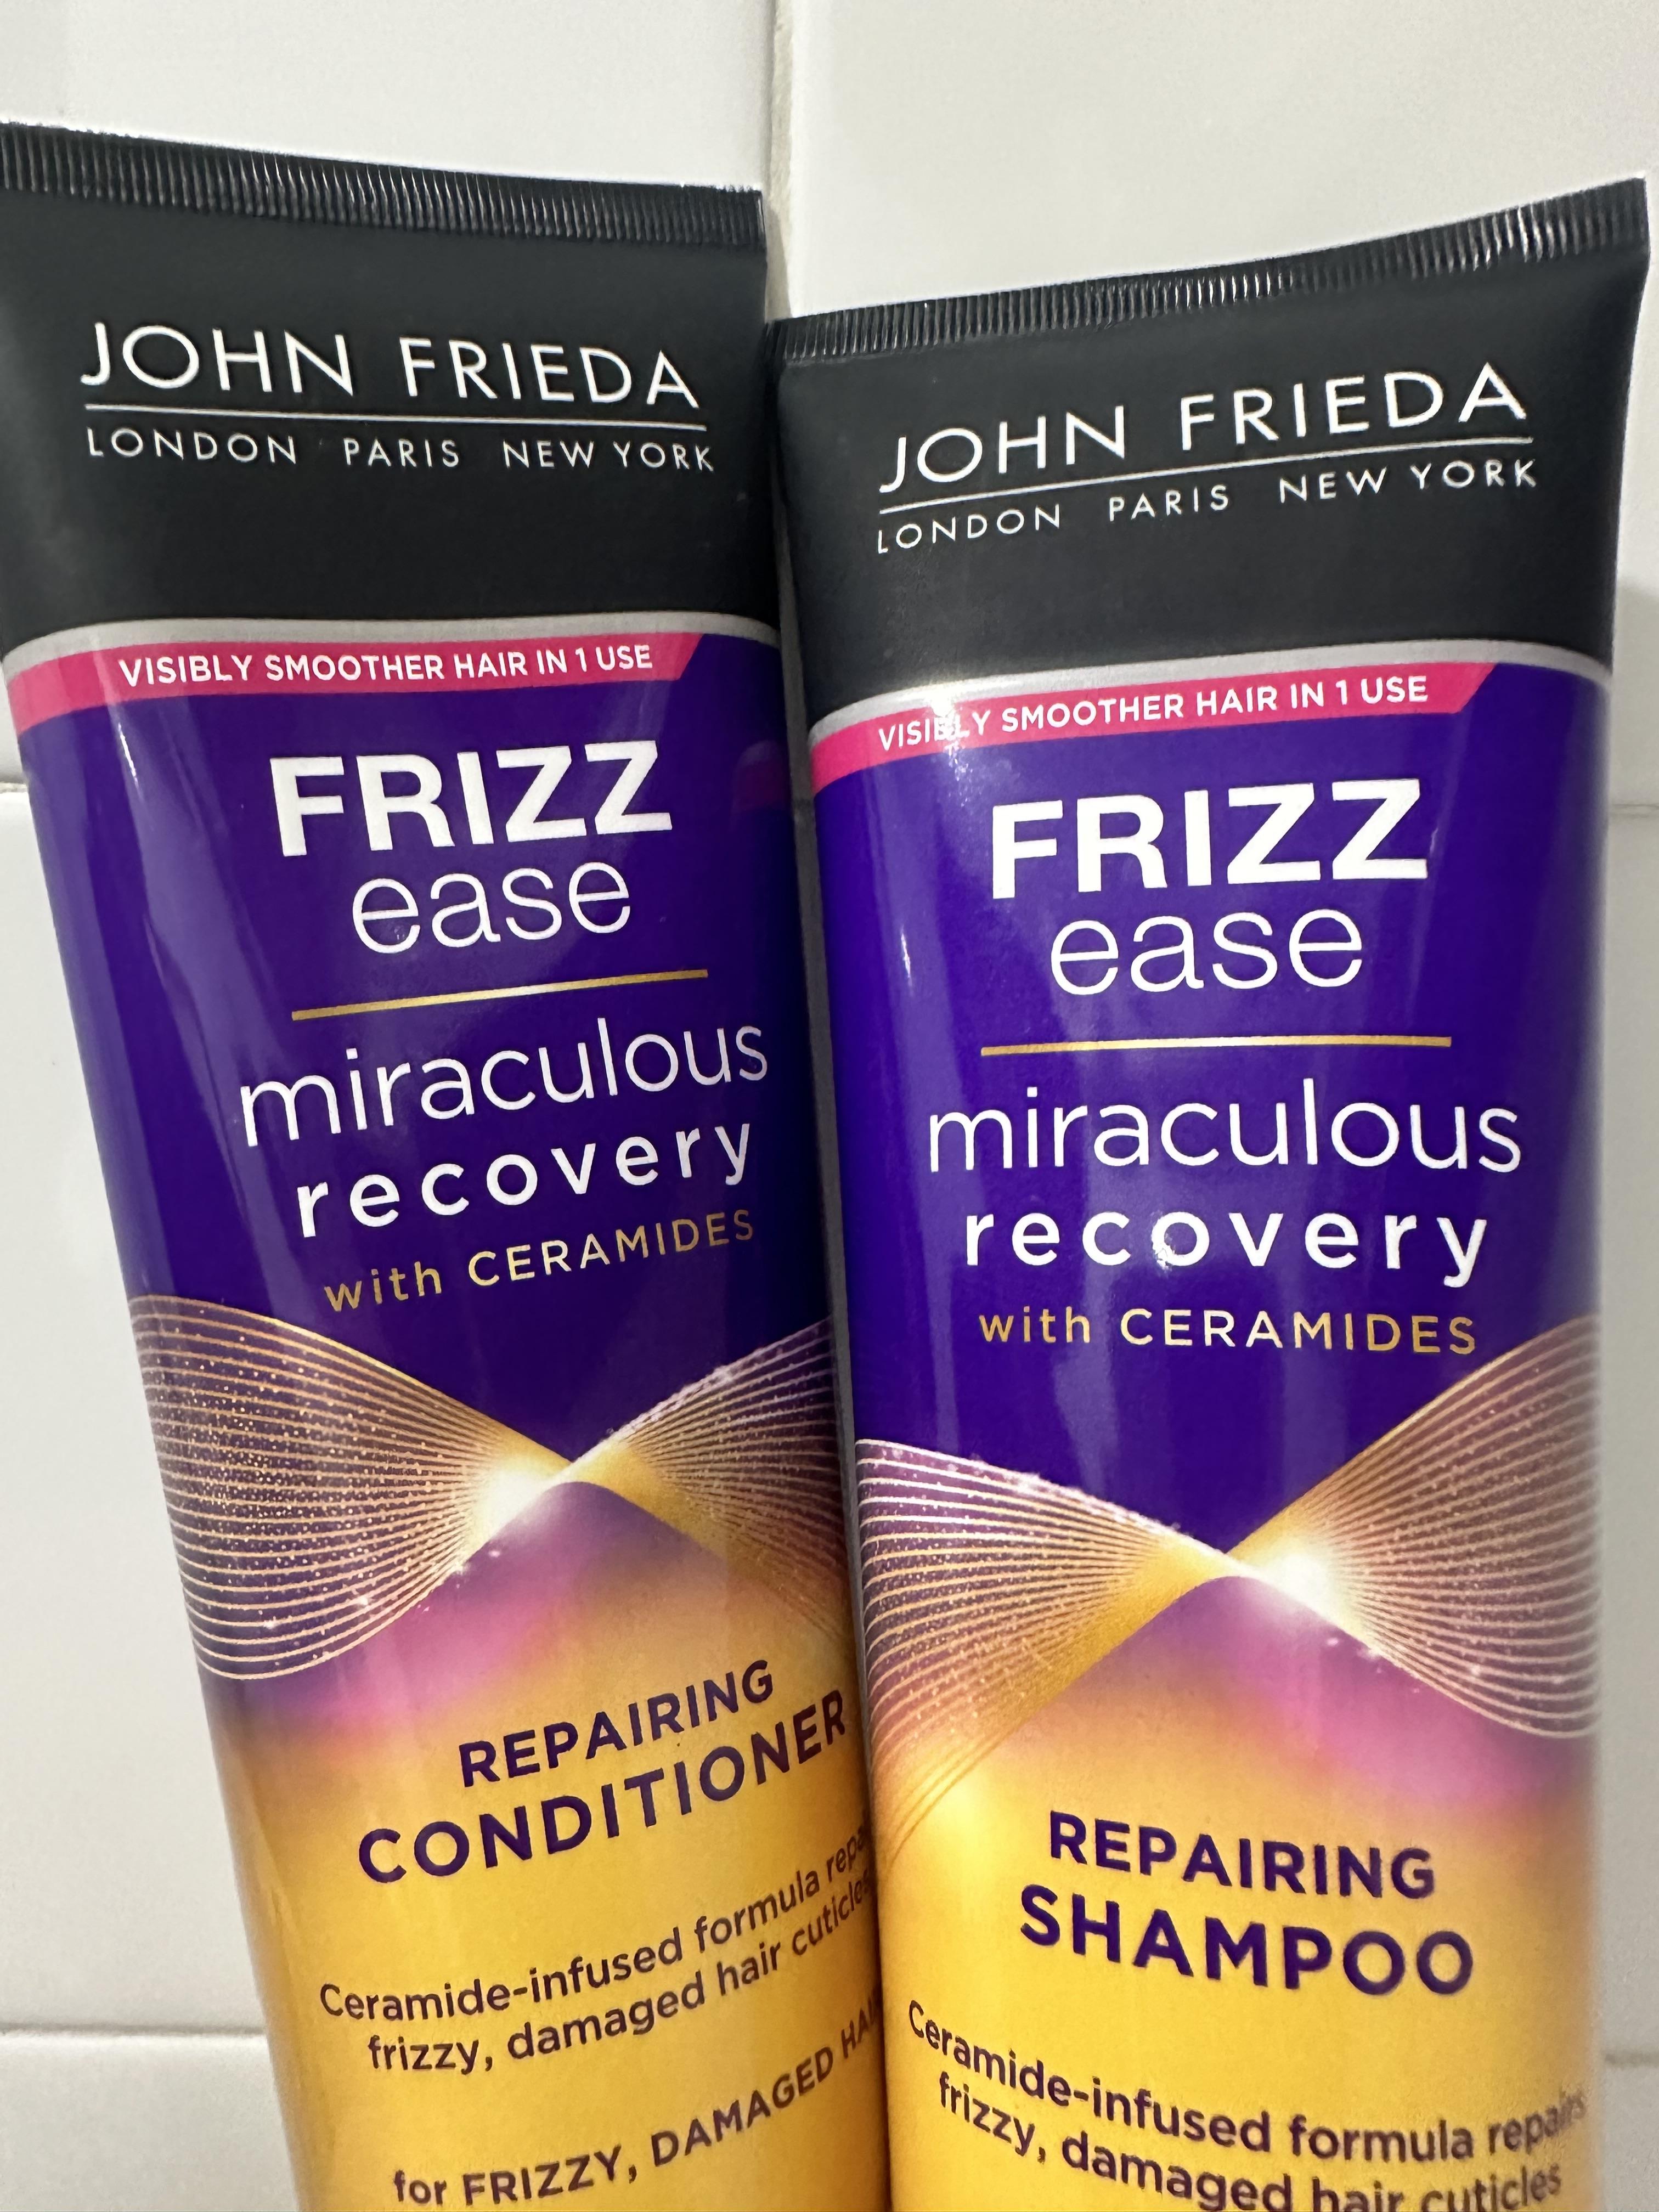 JOHN FRIEDA
LONDON PARIS NEW YORK
VISIBLY SMOOTHER HAIR IN 1 USE
FRIZZ
ease
miraculous
recovery
with CERAMIDES
REPAIRING
CONDITIONER
Ceramide-infused formula
frizzy, damaged hair cuticles
for FRIZZY, DAMAGED
JOHN FRIEDA
LONDON PARIS NEW YORK
VISIBLY SMOOTHER HAIR IN 1 USE
FRIZZ
ease
miraculous
recovery
with CERAMIDES
REPAIRING
SHAMPOO
Ceramide-infused formula repairs
frizzy, damaged hair cuticles